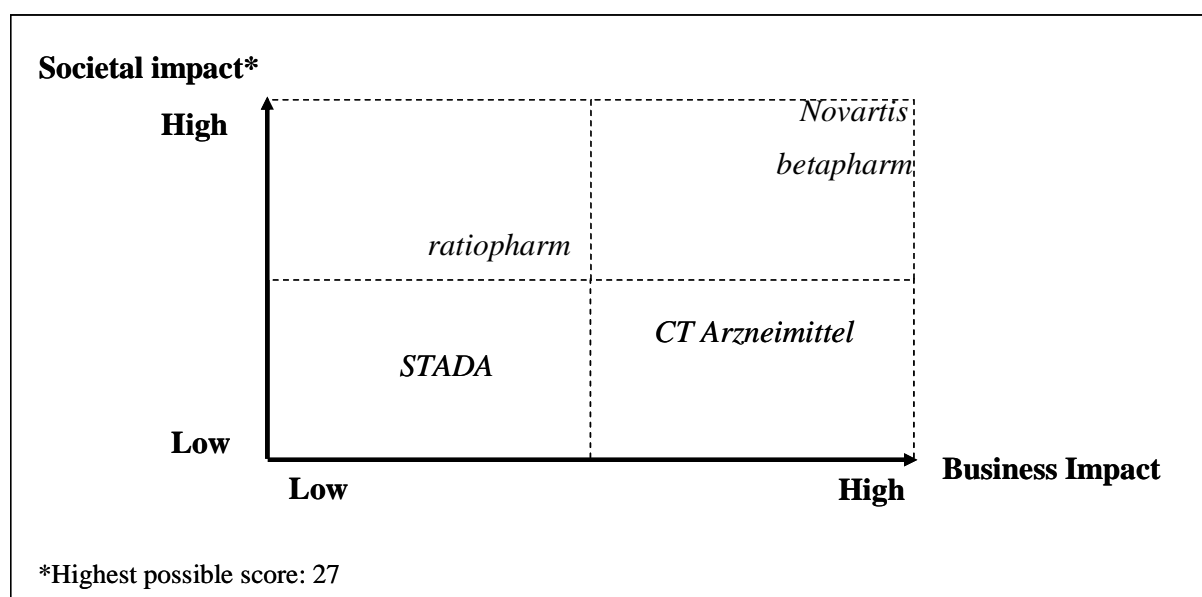 Societal impact*
High
Novartis
betapharm
ratiopharm
CT Arzneimittel
STADA
Low
Business Impact
Low
High
*Highest possible score: 27